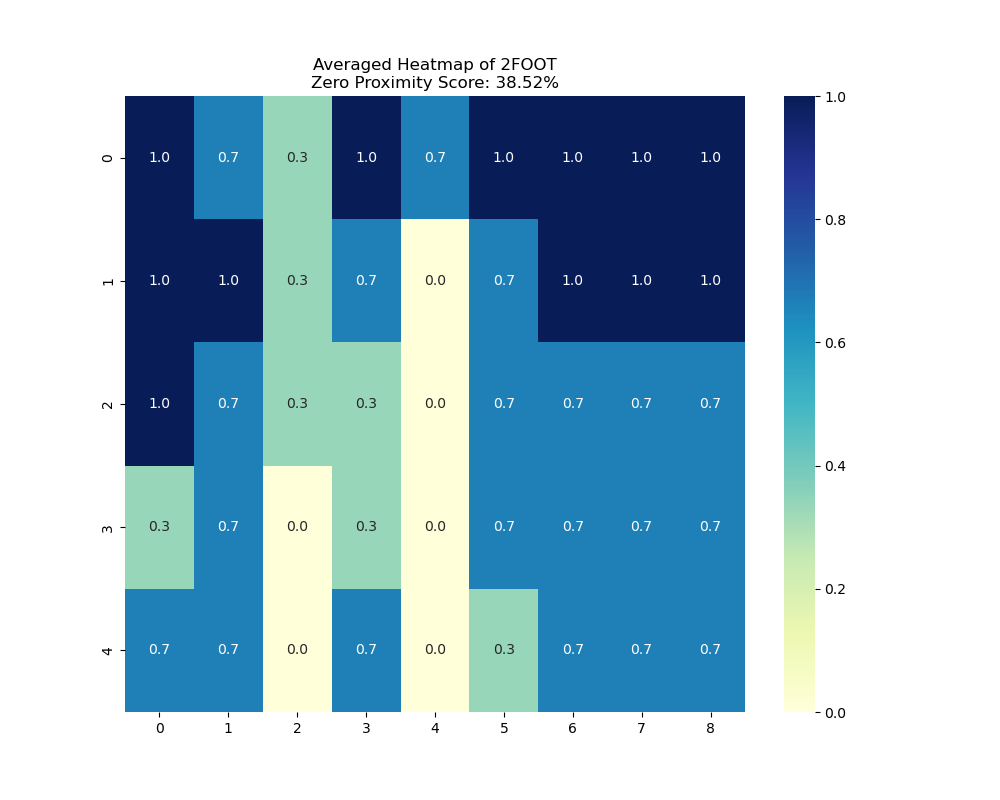 Averaged Heatmap of 2FOOT
Zero Proximity Score: 38.52%
0 1.0 0.7 0.3 1.0 0.7 1.0 1.0 1.0 1.0
1 1.0 1.0 0.3 0.7 0.0 0.7 1.0 1.0 1.0
2 1.0 0.7 0.3 0.3 0.0 0.7 0.7 0.7 0.7
3 0.3 0.7 0.0 0.3 0.0 0.7 0.7 0.7 0.7
4 0.7 0.7 0.0 0.7 0.0 0.3 0.7 0.7 0.7
0 1 2 3 4 5 6 7 8
1.0
0.8
0.6
0.4
0.2
0.0